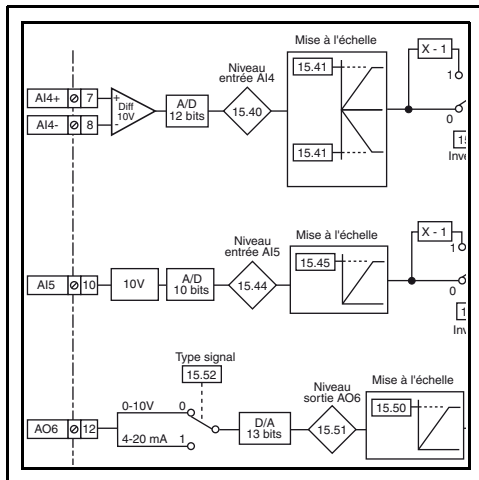 Mise à l'échelle
X - 1
Niveau
entrée AI4
15.41
1
AI4+ 7
+
Diff
10V
-
A/D
12 bits
15.40
AI4- 8
0
15.41
Mise à l'échelle
Niveau
entrée AI5
X - 1
15.45
1
AI5 10
10V
A/D
10 bits
15.44
0
Type signal
15.52
Niveau
sortie AO6
Mise à l'échelle
0-10V
0
15.50
AO6 12
D/A
13 bits
15.51
4-20 mA
1